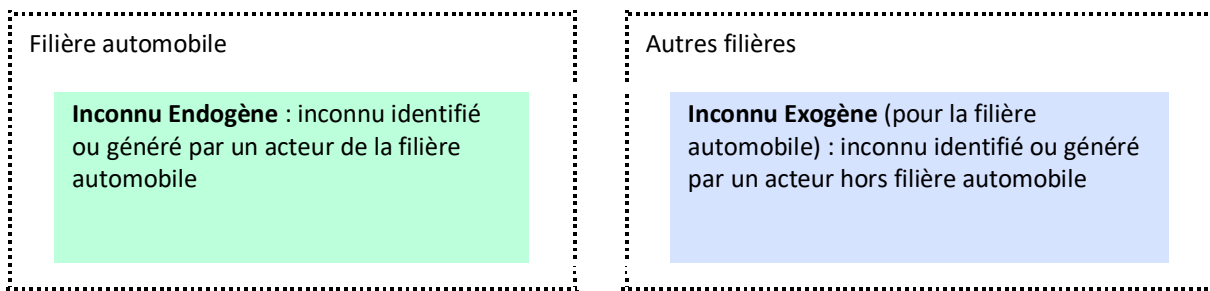 Filière automobile
Inconnu Endogène : inconnu identifié
ou généré par un acteur de la filière
automobile
Autres filières
Inconnu Exogène (pour la filière
automobile) : inconnu identifié ou généré
par un acteur hors filière automobile